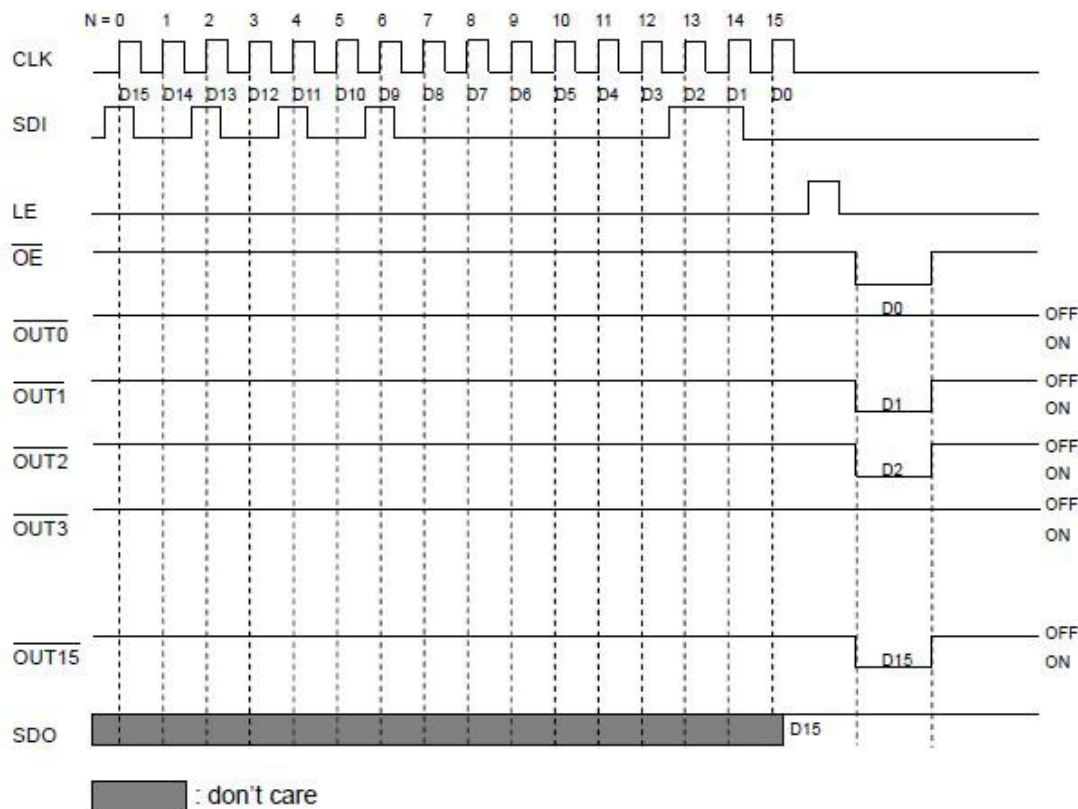 N = 0 1 2 3 4 5 6 7 8 9 10 11 12 13 14 15
CLK
D15 D14 D13 D12 D11 D10 D9 D8 D7 D6 D5 D4 D3 D2 D1 D0
SDI
LE
OE
D0 OFF
OUT0 ON
OFF
OUT1 D1 ON
OFF
OUT2 D2 ON
OFF
OUT3 ON
OFF
OUT15 D15 ON
SDO D15
: don't care